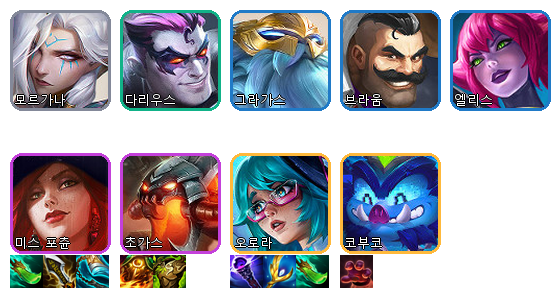 모르가나
다리우스
그라가스
브라움
엘리스
미스 포츈
초가스
오로라
코부코